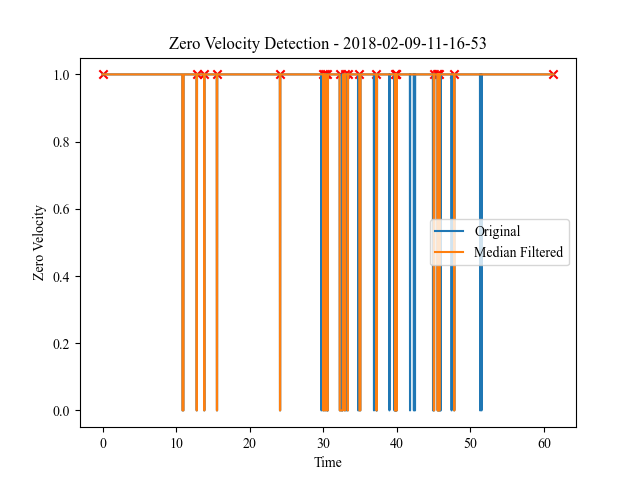 Zero Velocity Detection - 2018-02-09-11-16-53
1.0
0.8
0.6
0.4
0.2
0.0
Zero Velocity
Original
Median Filtered
0 10 20 30 40 50 60
Time